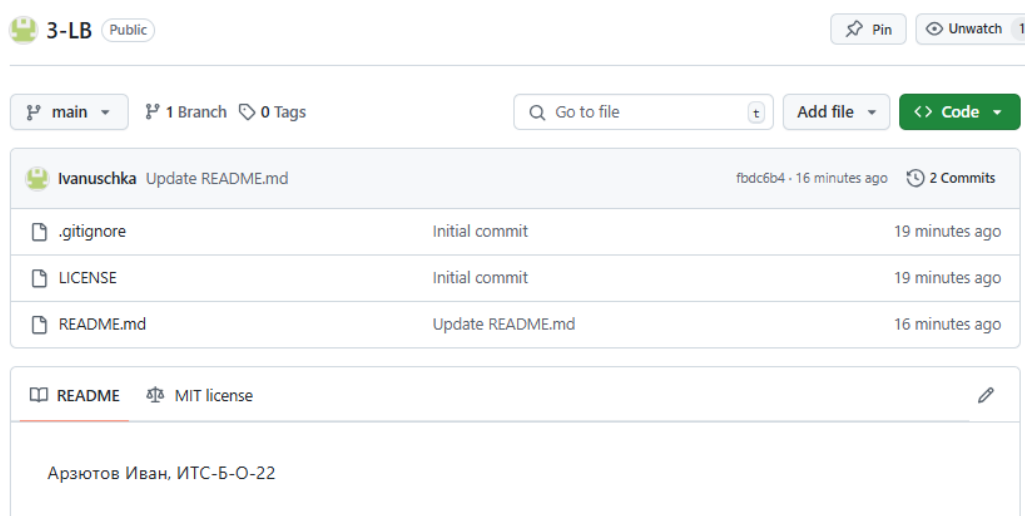 3-LB Public Pin Unwatch 1
main 1 Branch 0 Tags Go to file t Add file Code
Ivanuschka Update README.md fbdc6b4 · 16 minutes ago 2 Commits
.gitignore Initial commit 19 minutes ago
LICENSE Initial commit 19 minutes ago
README.md Update README.md 16 minutes ago
README MIT license
Арзютов Иван, ИТС-Б-О-22